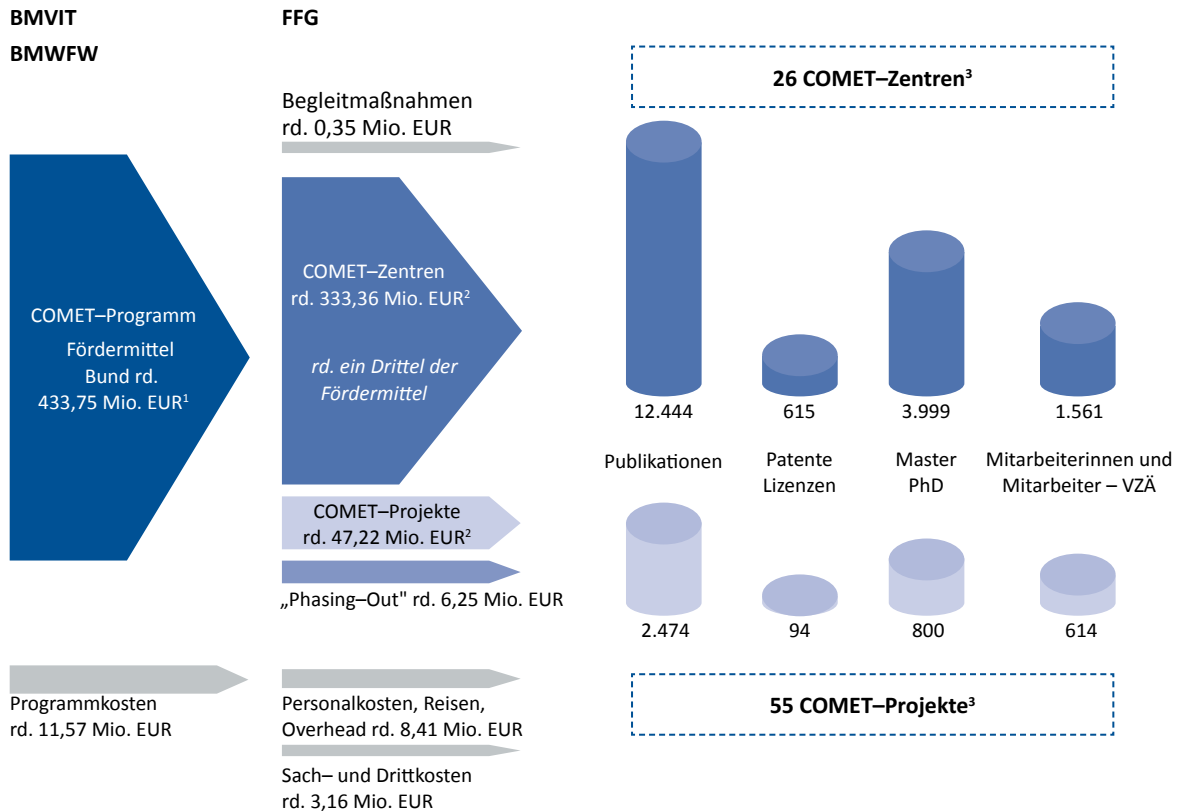 BMVIT
BMWFW
FFG
Begleitmaßnahmen
rd. 0,35 Mio. EUR
COMET–Programm
Fördermittel
Bund rd.
433,75 Mio. EUR¹
COMET–Zentren
rd. 333,36 Mio. EUR²
rd. ein Drittel der
Fördermittel
COMET–Projekte
rd. 47,22 Mio. EUR²
„Phasing–Out" rd. 6,25 Mio. EUR
Programmkosten
rd. 11,57 Mio. EUR
Personalkosten, Reisen,
Overhead rd. 8,41 Mio. EUR
Sach– und Drittkosten
rd. 3,16 Mio. EUR
26 COMET–Zentren³
12.444 615 3.999 1.561
Publikationen Patente Master Mitarbeiterinnen und
Lizenzen PhD Mitarbeiter – VZÄ
2.474 94 800 614
55 COMET–Projekte³